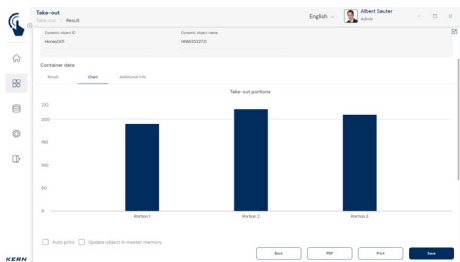 Take-out
Take-out > Result
English
Albert Sauter
Admin
Dynamic object ID
Dynamic object name
Container data
Result
Chart
Additional info
Take-out portions
232
200
150
100
50
0
Portion 1
Portion 2
Portion 3
Auto print
Update object in master memory
Back
PDF
Print
Save
KERN